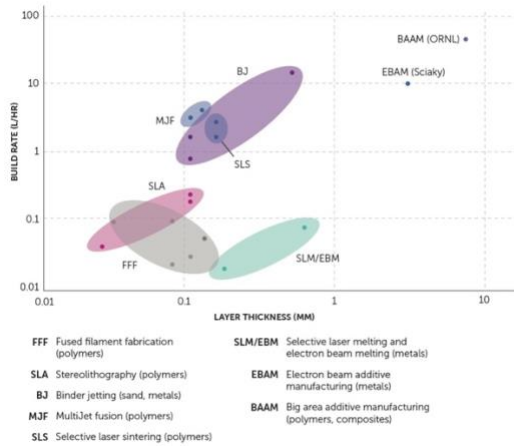 100
10
1
0.1
0.01
BUILD RATE (L/HR)
BAAM (ORNL)
EBAM (Sciaky)
BJ
MJF
SLS
SLA
FFF
SLM/EBM
0.01 0.1 1 10
LAYER THICKNESS (MM)
FFF Fused filament fabrication
(polymers)
SLA Stereolithography (polymers)
BJ Binder jetting (sand, metals)
MJF MultiJet fusion (polymers)
SLS Selective laser sintering (polymers)
SLM/EBM Selective laser melting and
electron beam melting (metals)
EBAM Electron beam additive
manufacturing (metals)
BAAM Big area additive manufacturing
(polymers, composites)